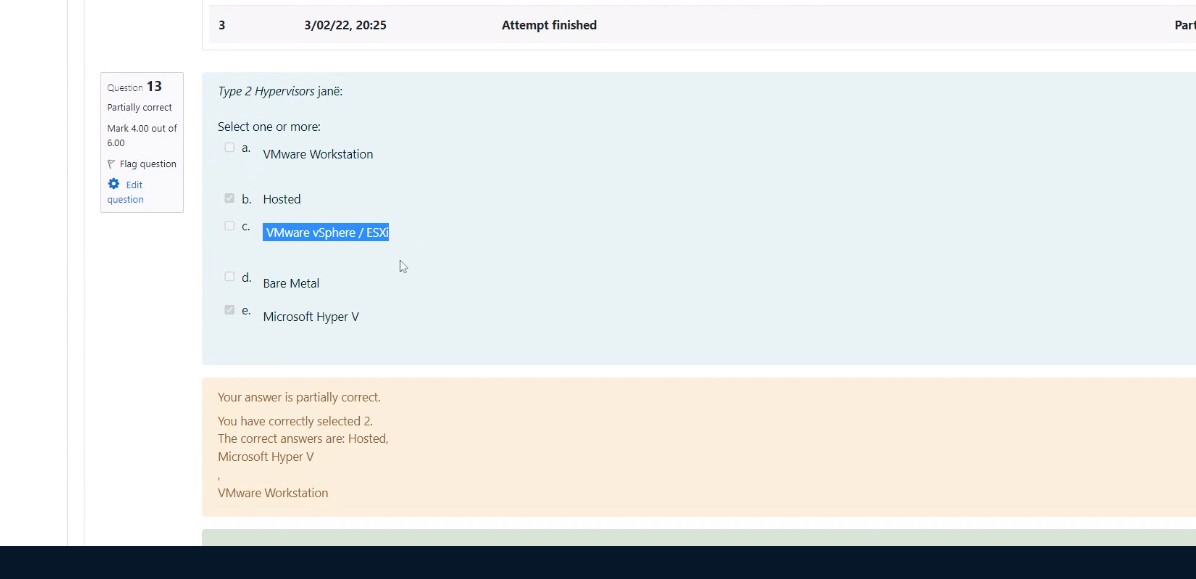 3 3/02/22, 20:25 Attempt finished Part
Question 13
Partially correct
Mark 4.00 out of
6.00
Flag question
Edit
question
Type 2 Hypervisors janë:
Select one or more:
a. VMware Workstation
b. Hosted
c. VMware vSphere / ESXi
d. Bare Metal
e. Microsoft Hyper V
Your answer is partially correct.
You have correctly selected 2.
The correct answers are: Hosted,
Microsoft Hyper V
,
VMware Workstation